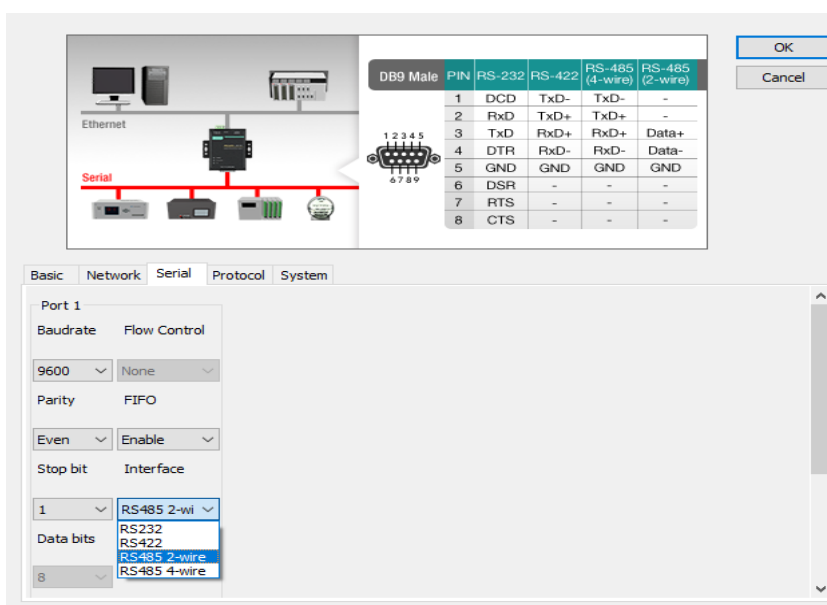 OK
Cancel
Ethernet
Serial
DB9 Male PIN RS-232 RS-422 RS-485 (4-wire) RS-485 (2-wire)
1 DCD TxD- TxD- -
2 RxD TxD+ TxD+ -
1 2 3 4 5
3 TxD RxD+ RxD+ Data+
4 DTR RxD- RxD- Data-
5 GND GND GND GND
6 7 8 9
6 DSR - - -
7 RTS - - -
8 CTS - - -
Basic Network Serial Protocol System
Port 1
Baudrate Flow Control
9600 None
Parity FIFO
Even Enable
Stop bit Interface
1 RS485 2-wi
RS232
Data bits
RS422
RS485 2-wire
8 RS485 4-wire